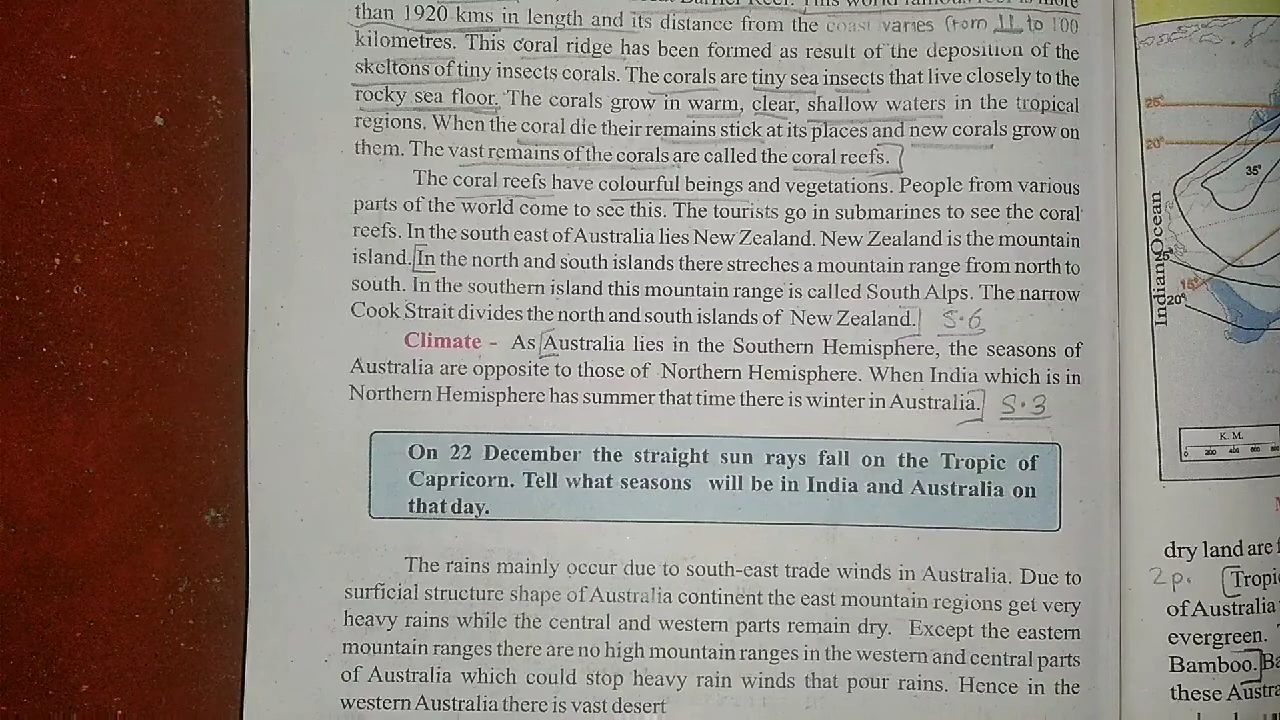 than 1920 kms in length and its distance from the coast varies from 11 to 100
kilometres. This coral ridge has been formed as result of the deposition of the
skeltons of tiny insects corals. The corals are tiny sea insects that live closely to the
rocky sea floor. The corals grow in warm, clear, shallow waters in the tropical
regions. When the coral die their remains stick at its places and new corals grow on
them. The vast remains of the corals are called the coral reefs.
The coral reefs have colourful beings and vegetations. People from various
parts of the world come to see this. The tourists go in submarines to see the coral
reefs. In the south east of Australia lies New Zealand. New Zealand is the mountain
island. In the north and south islands there streches a mountain range from north to
south. In the southern island this mountain range is called South Alps. The narrow
Cook Strait divides the north and south islands of New Zealand. S.6
Climate - As Australia lies in the Southern Hemisphere, the seasons of
Australia are opposite to those of Northern Hemisphere. When India which is in
Northern Hemisphere has summer that time there is winter in Australia. S.3
On 22 December the straight sun rays fall on the Tropic of
Capricorn. Tell what seasons will be in India and Australia on
that day.
The rains mainly occur due to south-east trade winds in Australia. Due to
surficial structure shape of Australia continent the east mountain regions get very
heavy rains while the central and western parts remain dry. Except the eastern
mountain ranges there are no high mountain ranges in the western and central parts
of Australia which could stop heavy rain winds that pour rains. Hence in the
western Australia there is vast desert
25°
20°
35°
Indian Ocean
15°
20°
K. M.
0 200 400 600
dry land are
2p. Tropic
of Australia
evergreen.
Bamboo. Ba
these Austra